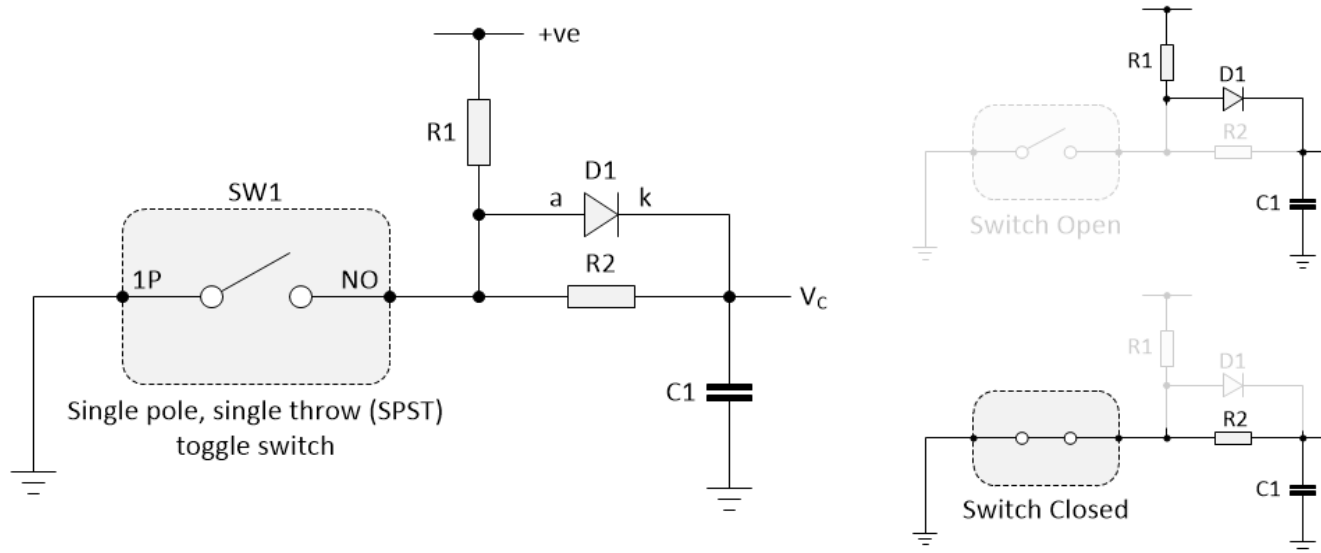 +ve
R1
D1
a
k
SW1
R2
1P
NO
VC
C1
Single pole, single throw (SPST)
toggle switch
R1
D1
R2
Switch Open
C1
R1
D1
R2
Switch Closed
C1